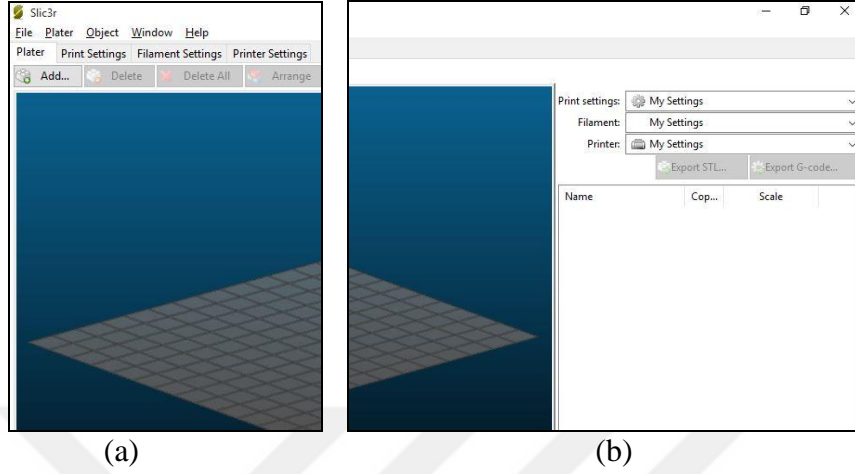 Slic3r
File Plater Object Window Help
Plater Print Settings Filament Settings Printer Settings
Add... Delete Delete All Arrange
Print settings: My Settings
Filament: My Settings
Printer: My Settings
Export STL... Export G-code...
Name Cop... Scale
(a) (b)